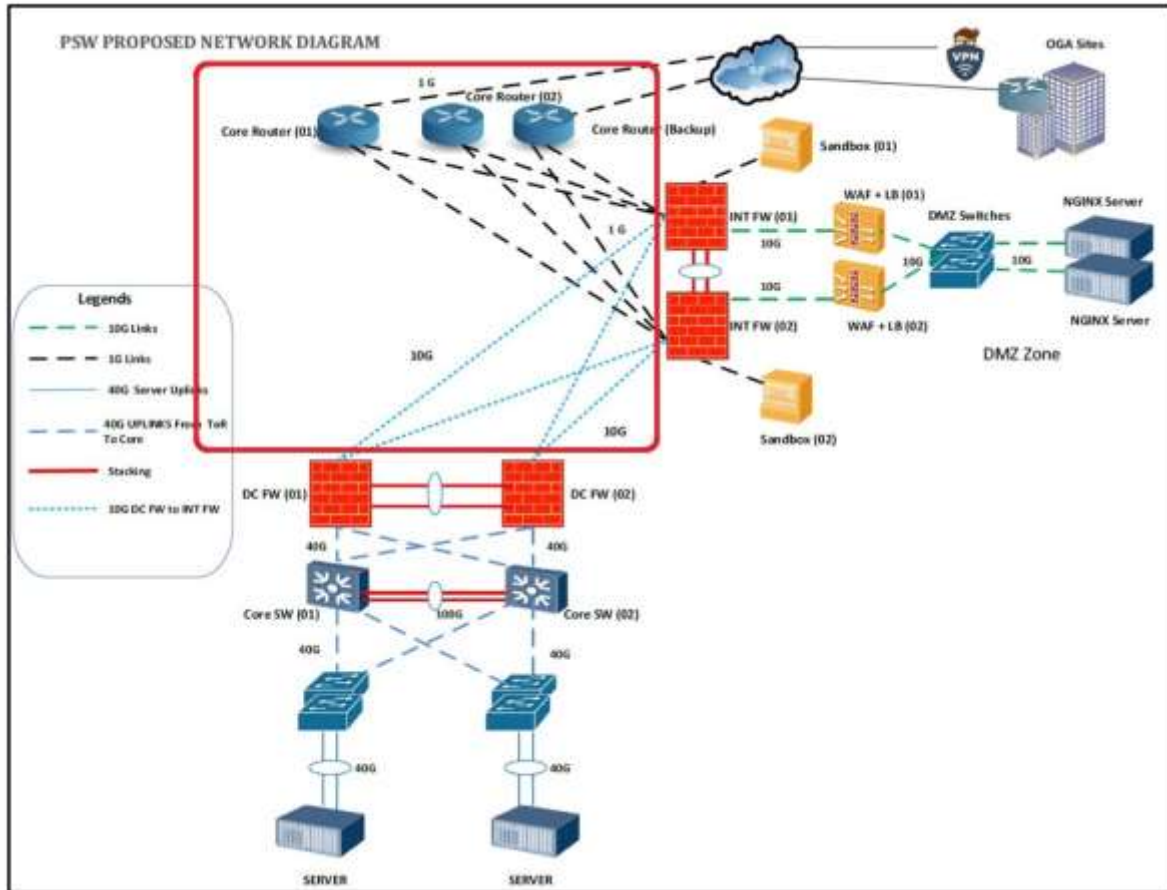 PSW PROPOSED NETWORK DIAGRAM
VPN
OGA Sites
1 G
Core Router (02)
Core Router (01)
Core Router (Backup)
Sandbox (01)
WAF + LB (01)
NGINX Server
INT FW (01)
DMZ Switches
1 G
10G
10G
10G
10G
INT FW (02)
WAF + LB (02)
NGINX Server
DMZ Zone
Legends
10G Links
1G Links
40G Server Uplinks
40G UPLINKS From ToR
To Core
Stacking
10G DC FW to INT FW
10G
10G
Sandbox (02)
DC FW (01)
DC FW (02)
40G
40G
Core SW (01)
100G
Core SW (02)
40G
40G
40G
40G
SERVER
SERVER